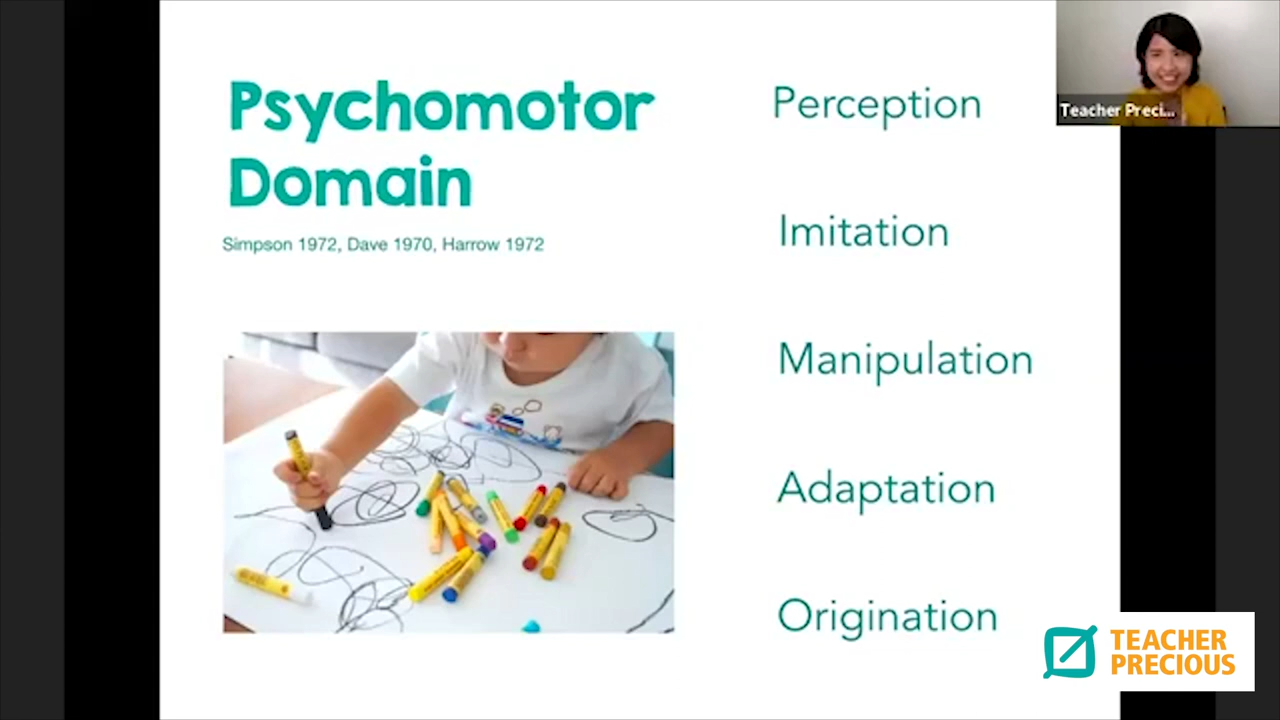 Psychomotor
Domain
Simpson 1972, Dave 1970, Harrow 1972
Perception
Imitation
Manipulation
Adaptation
Origination
Teacher Preci...
TEACHER
PRECIOUS